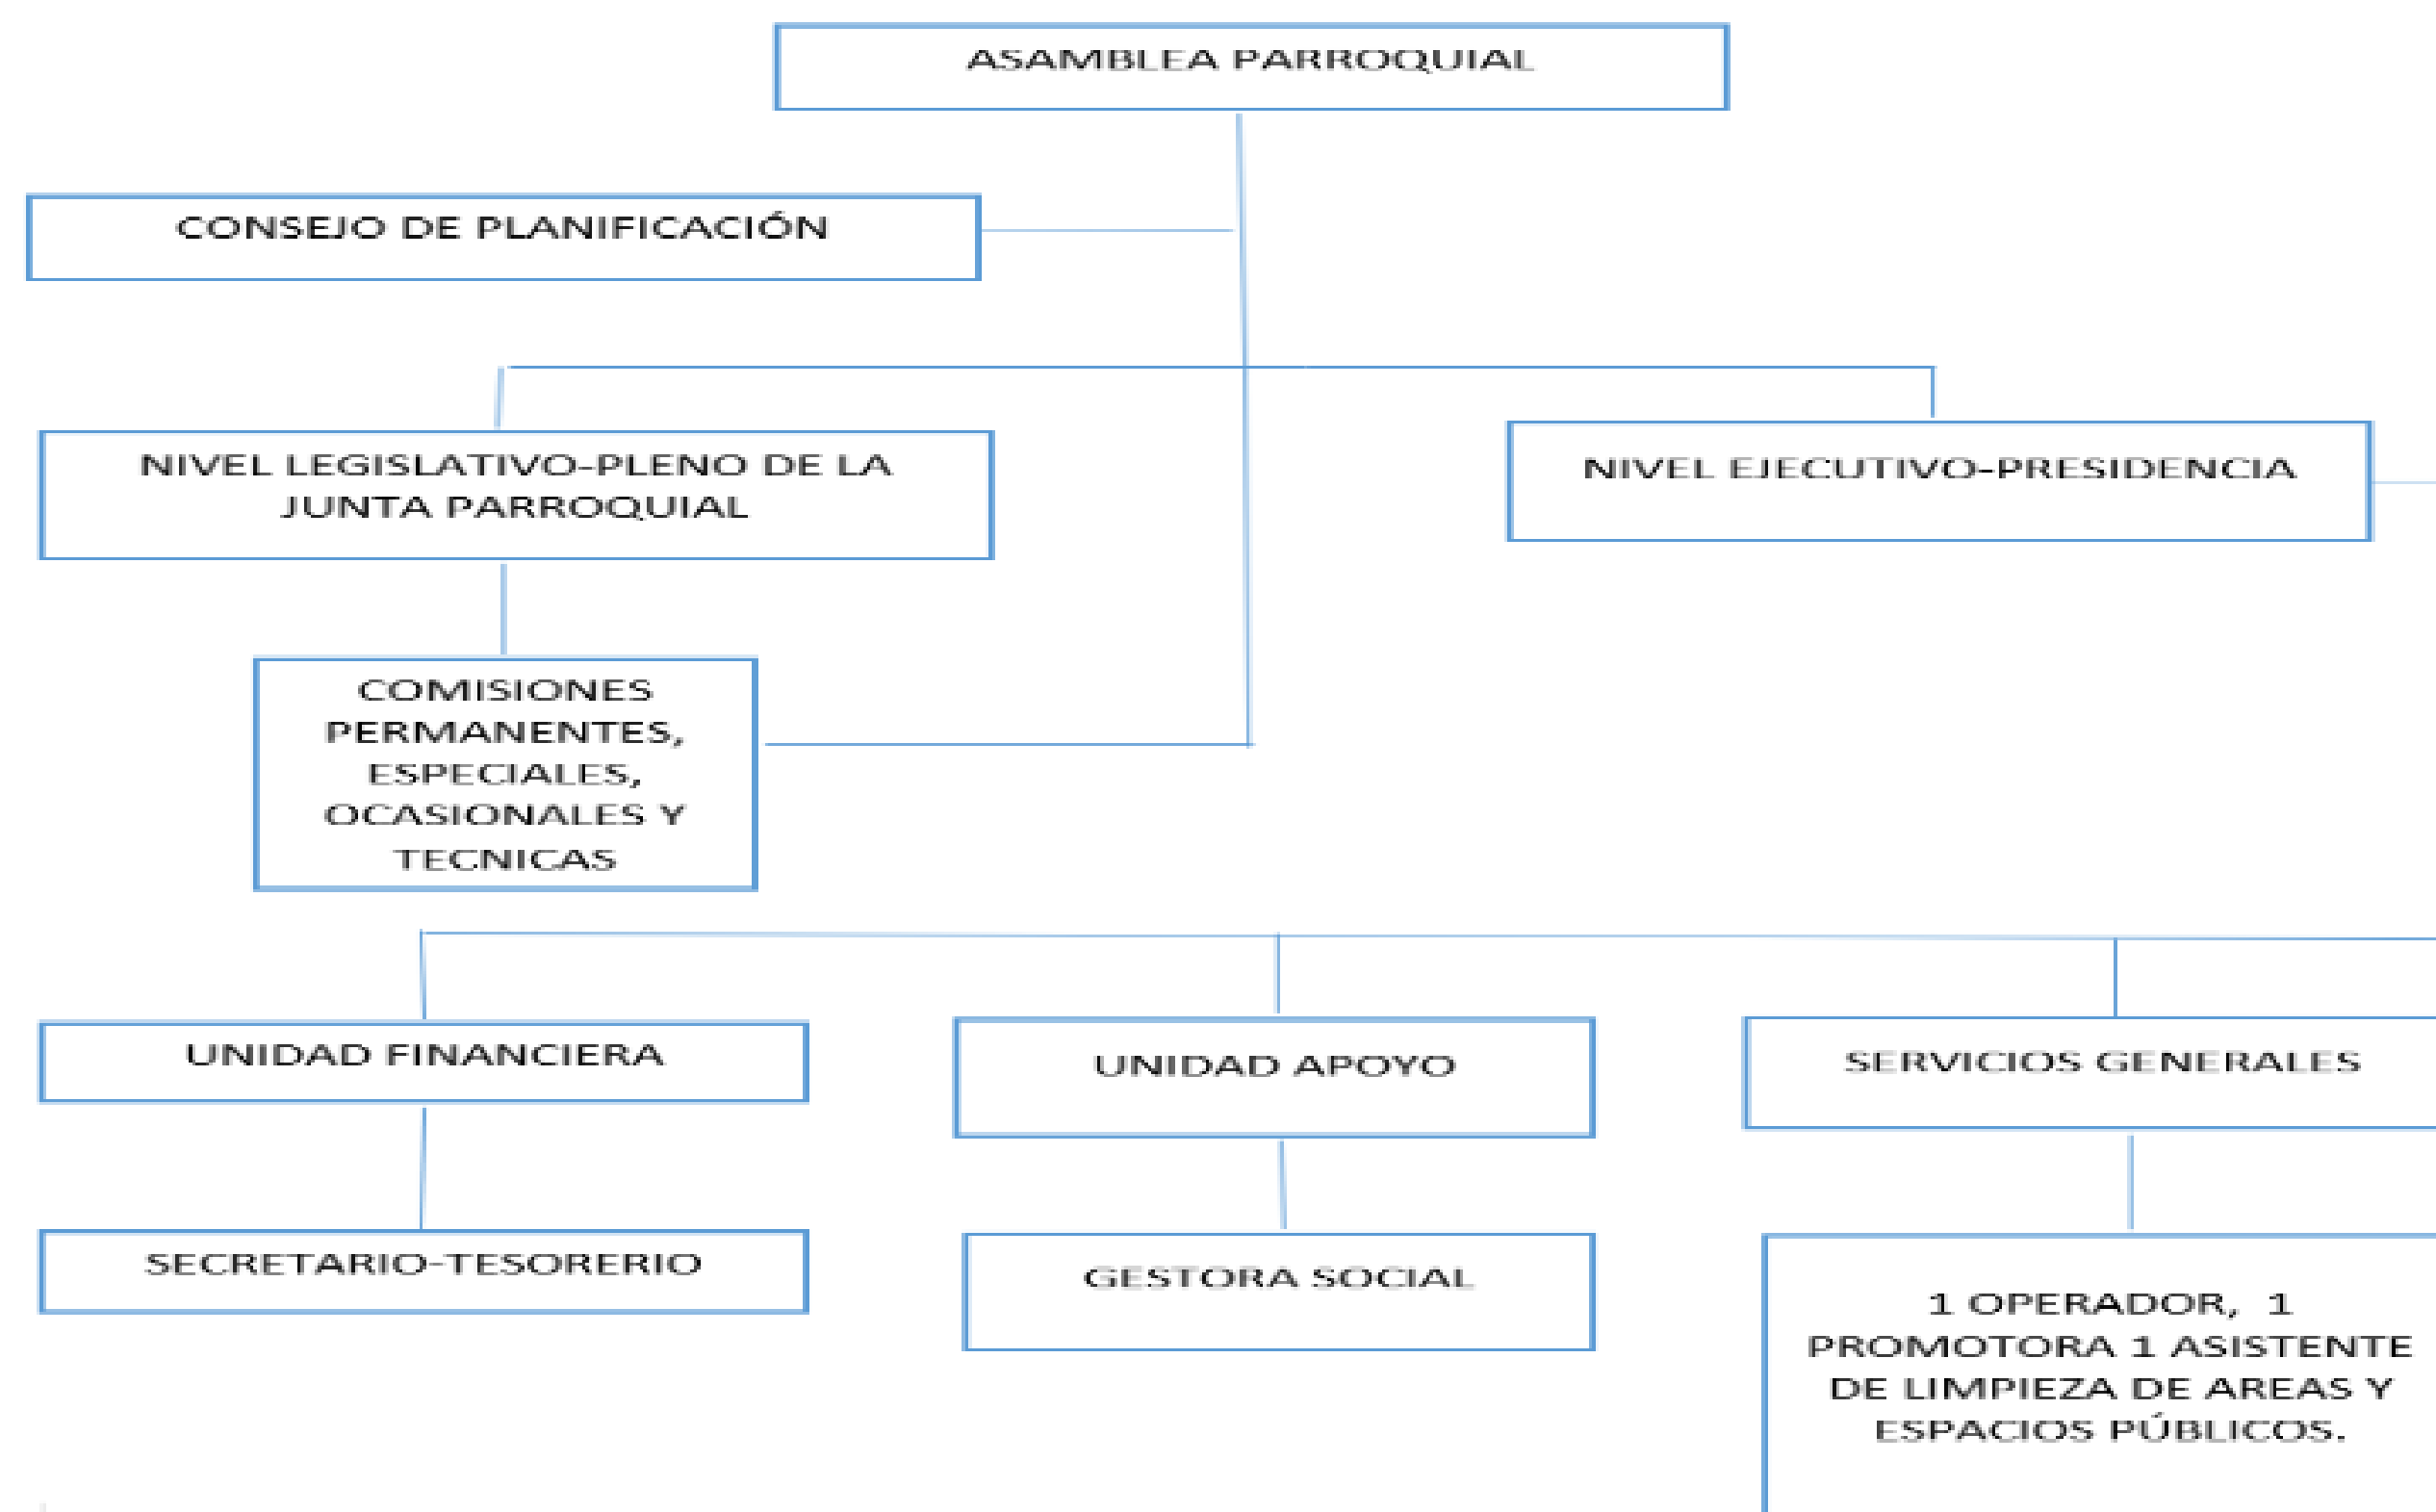 ASAMBLEA PARROQUIAL
CONSEJO DE PLANIFICACIÓN
NIVEL LEGISLATIVO-PLENO DE LA
JUNTA PARROQUIAL
NIVEL EJECUTIVO-PRESIDENCIA
COMISIONES
PERMANENTES,
ESPECIALES,
OCASIONALES Y
TECNICAS
UNIDAD FINANCIERA
UNIDAD APOYO
SERVICIOS GENERALES
SECRETARIO-TESORERIO
GESTORA SOCIAL
1 OPERADOR, 1
PROMOTORA 1 ASISTENTE
DE LIMPIEZA DE AREAS Y
ESPACIOS PÚBLICOS.